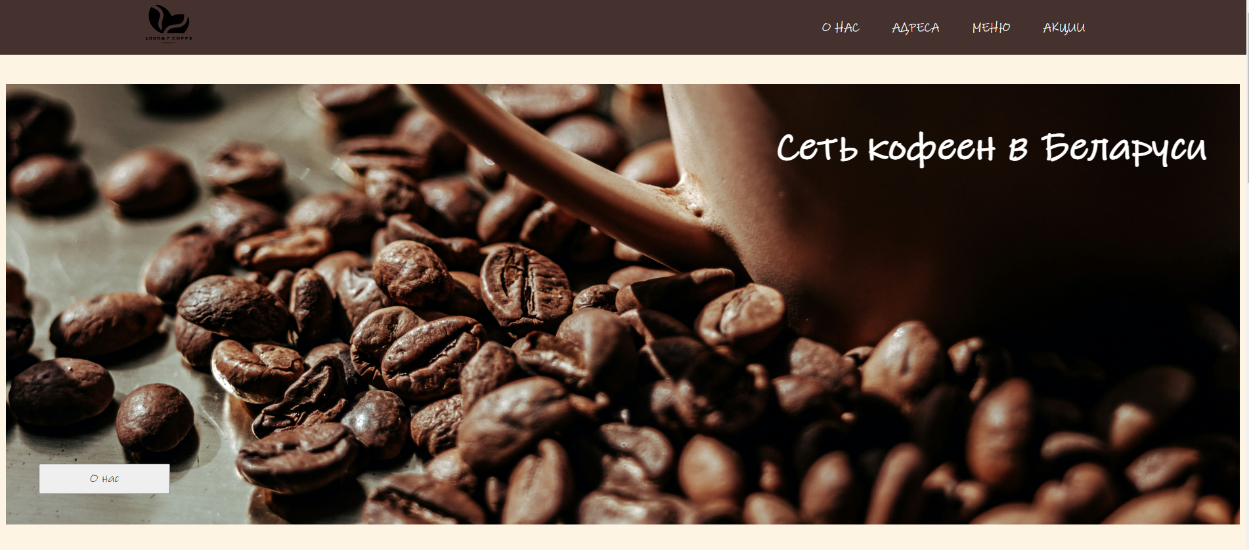 О НАС АДРЕСА МЕНЮ АКЦИИ
Сеть кофеен в Беларуси
О нас